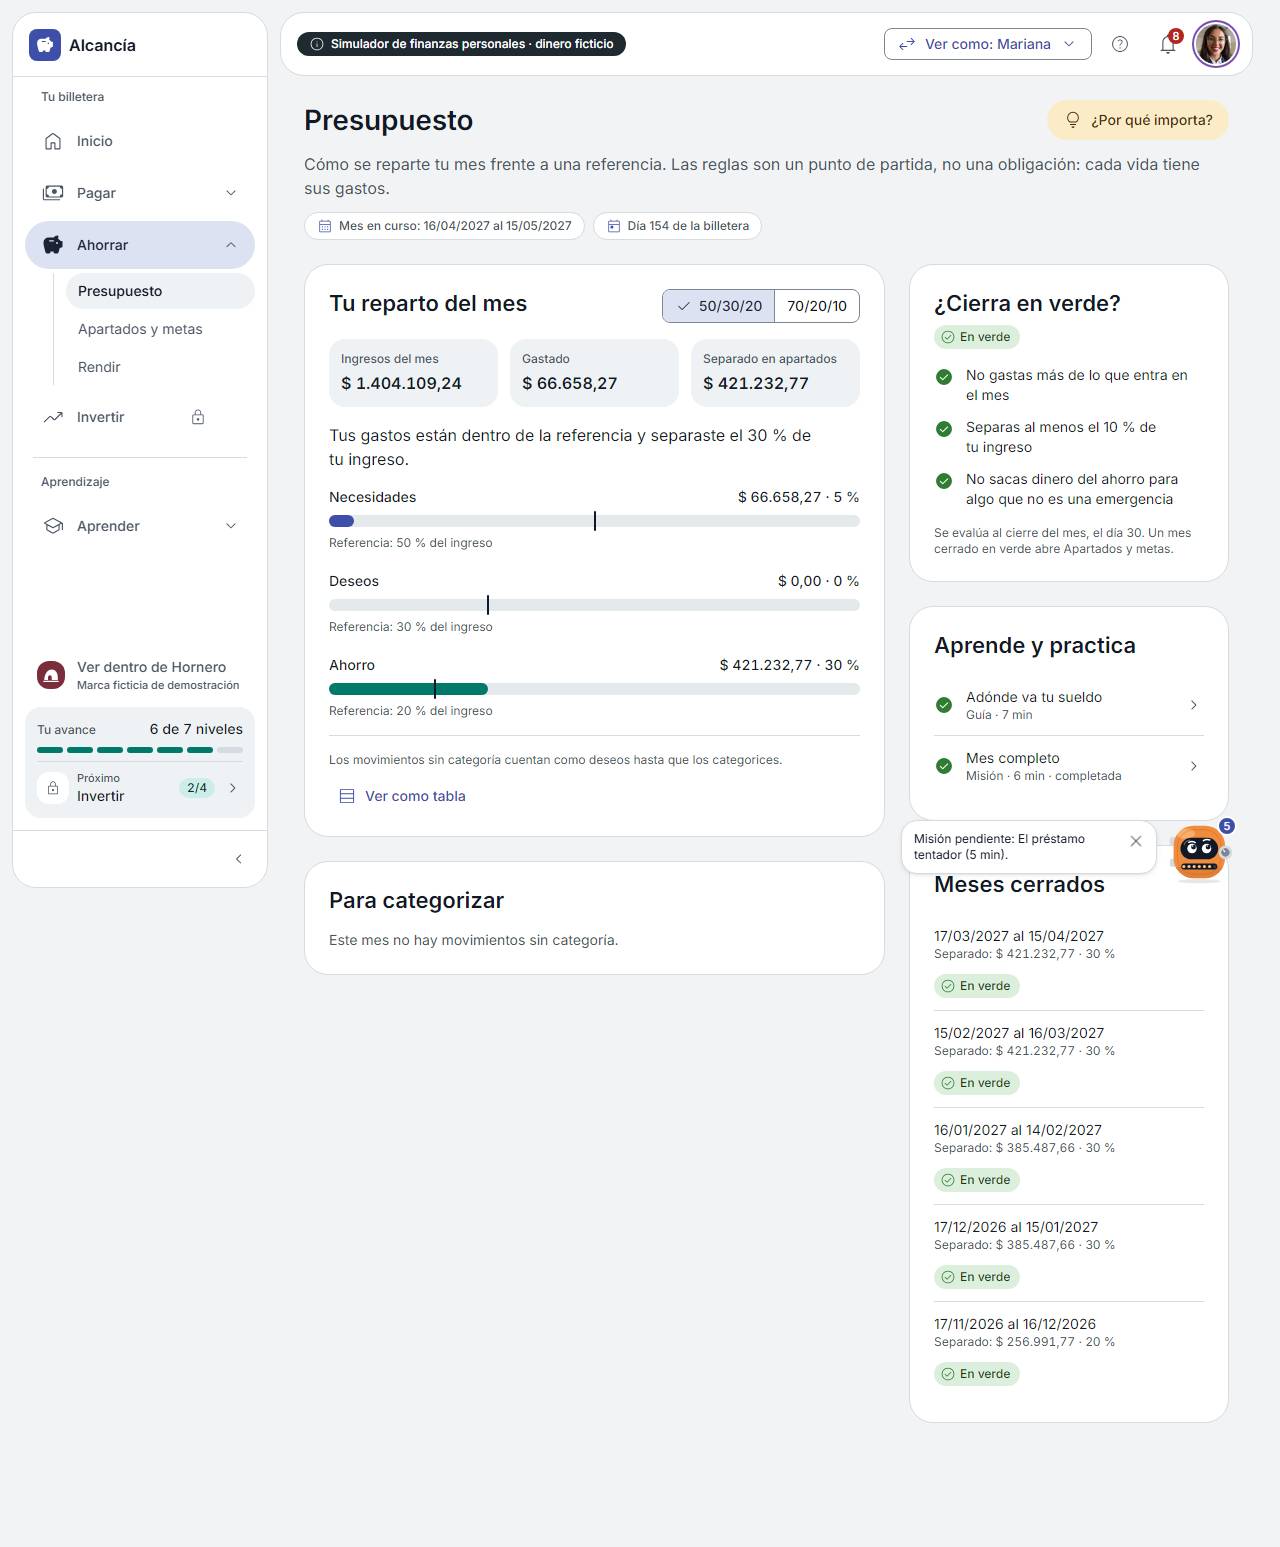 Alcancía
Tu billetera
Inicio
Pagar
Ahorrar
Presupuesto
Apartados y metas
Rendir
Invertir
Aprendizaje
Aprender
Ver dentro de Hornero
Marca ficticia de demostración
Tu avance
6 de 7 niveles
Próximo
Invertir
2/4
Simulador de finanzas personales · dinero ficticio
Ver como: Mariana
8
Presupuesto
¿Por qué importa?
Cómo se reparte tu mes frente a una referencia. Las reglas son un punto de partida, no una obligación: cada vida tiene
sus gastos.
Mes en curso: 16/04/2027 al 15/05/2027
Día 154 de la billetera
Tu reparto del mes
50/30/20
70/20/10
Ingresos del mes
$ 1.404.109,24
Gastado
$ 66.658,27
Separado en apartados
$ 421.232,77
Tus gastos están dentro de la referencia y separaste el 30 % de
tu ingreso.
Necesidades
$ 66.658,27 · 5 %
Referencia: 50 % del ingreso
Deseos
$ 0,00 · 0 %
Referencia: 30 % del ingreso
Ahorro
$ 421.232,77 · 30 %
Referencia: 20 % del ingreso
Los movimientos sin categoría cuentan como deseos hasta que los categorices.
Ver como tabla
Para categorizar
Este mes no hay movimientos sin categoría.
¿Cierra en verde?
En verde
No gastas más de lo que entra en
el mes
Separas al menos el 10 % de
tu ingreso
No sacas dinero del ahorro para
algo que no es una emergencia
Se evalúa al cierre del mes, el día 30. Un mes
cerrado en verde abre Apartados y metas.
Aprende y practica
Adónde va tu sueldo
Guía · 7 min
Mes completo
Misión · 6 min · completada
Misión pendiente: El préstamo
tentador (5 min).
5
Meses cerrados
17/03/2027 al 15/04/2027
Separado: $ 421.232,77 · 30 %
En verde
15/02/2027 al 16/03/2027
Separado: $ 421.232,77 · 30 %
En verde
16/01/2027 al 14/02/2027
Separado: $ 385.487,66 · 30 %
En verde
17/12/2026 al 15/01/2027
Separado: $ 385.487,66 · 30 %
En verde
17/11/2026 al 16/12/2026
Separado: $ 256.991,77 · 20 %
En verde